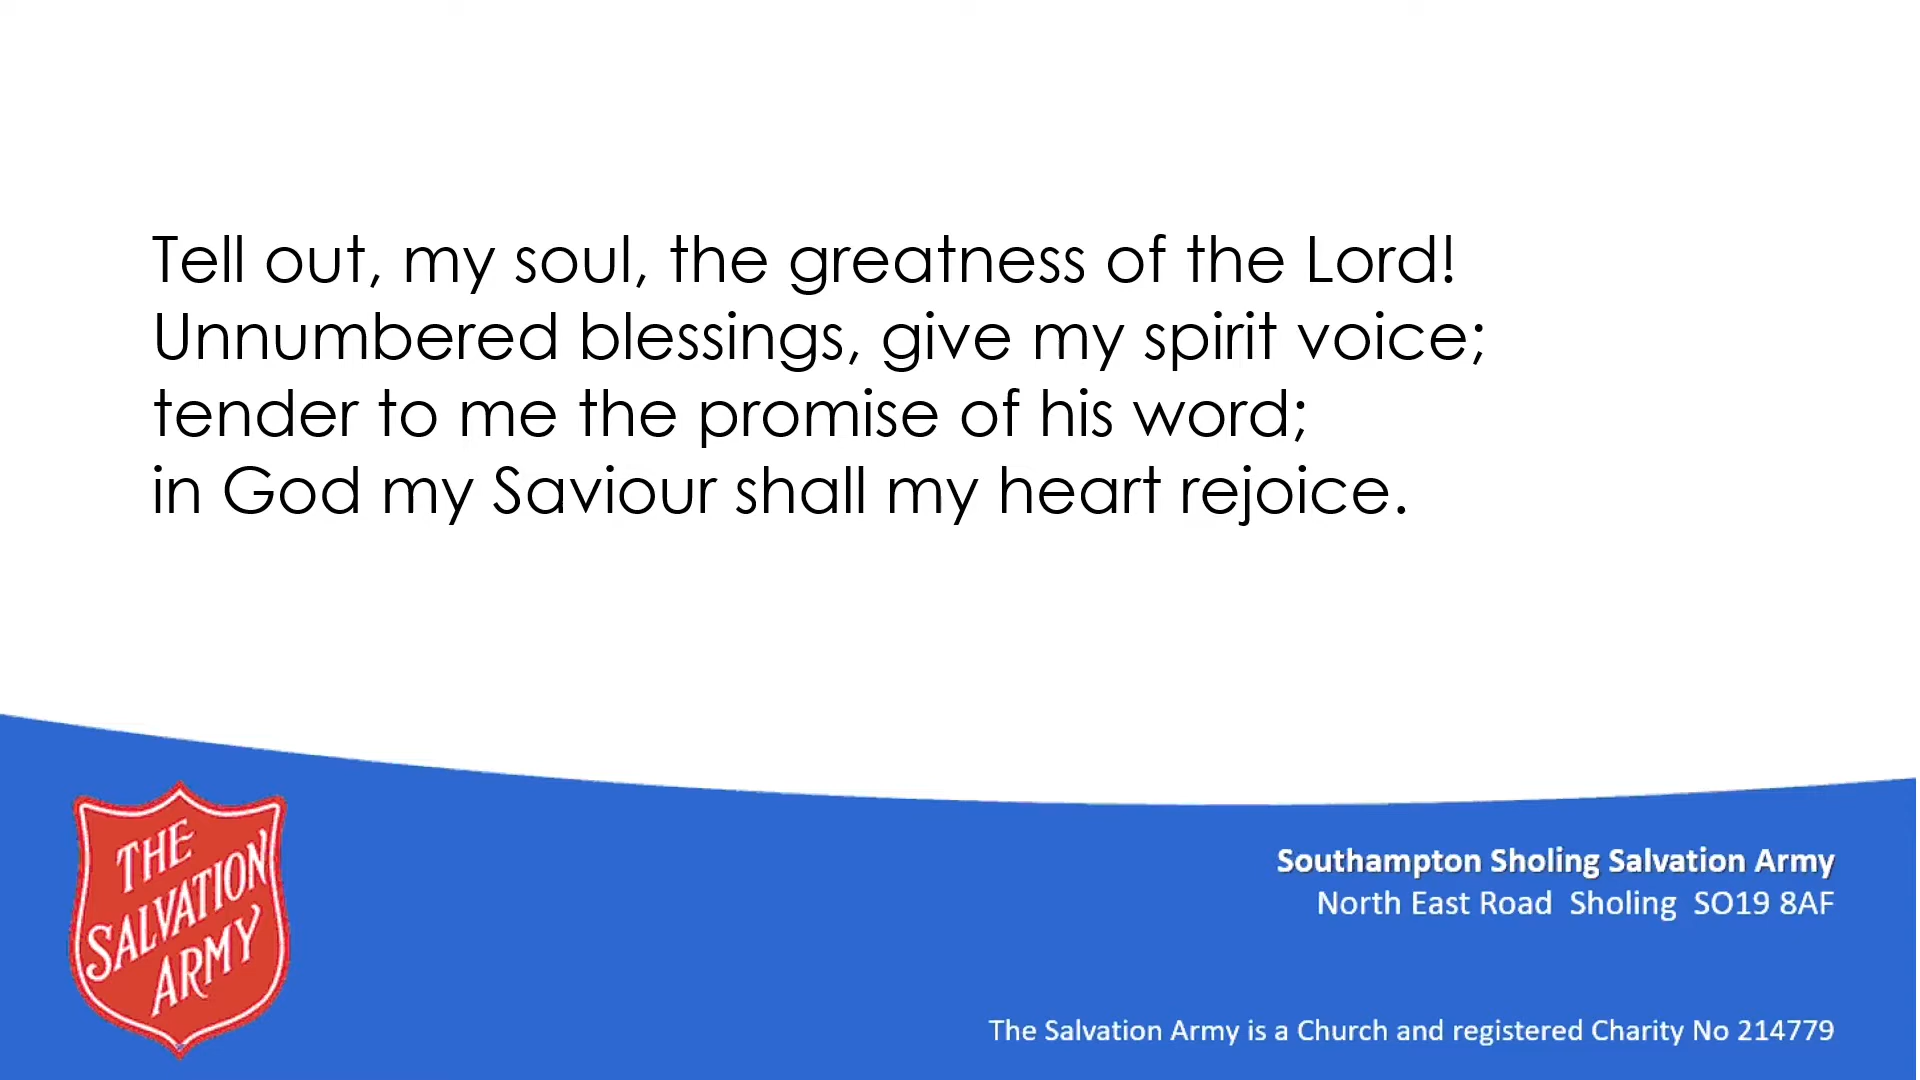 Tell out, my soul, the greatness of the Lord!
Unnumbered blessings, give my spirit voice;
tender to me the promise of his word;
in God my Saviour shall my heart rejoice.
THE
SALVATION
ARMY
Southampton Sholing Salvation Army
North East Road  Sholing  SO19 8AF
The Salvation Army is a Church and registered Charity No 214779